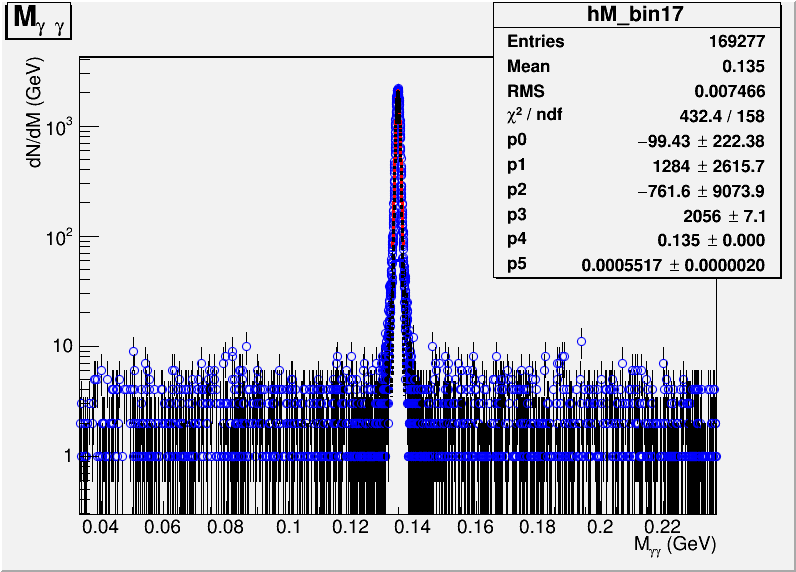 M γ γ
hM_bin17
Entries 169277
Mean 0.135
RMS 0.007466
χ² / ndf 432.4 / 158
p0 −99.43 ± 222.38
p1 1284 ± 2615.7
p2 −761.6 ± 9073.9
p3 2056 ± 7.1
p4 0.135 ± 0.000
p5 0.0005517 ± 0.0000020
dN/dM (GeV)
10³
10²
10
1
0.04 0.06 0.08 0.1 0.12 0.14 0.16 0.18 0.2 0.22
Mγγ (GeV)